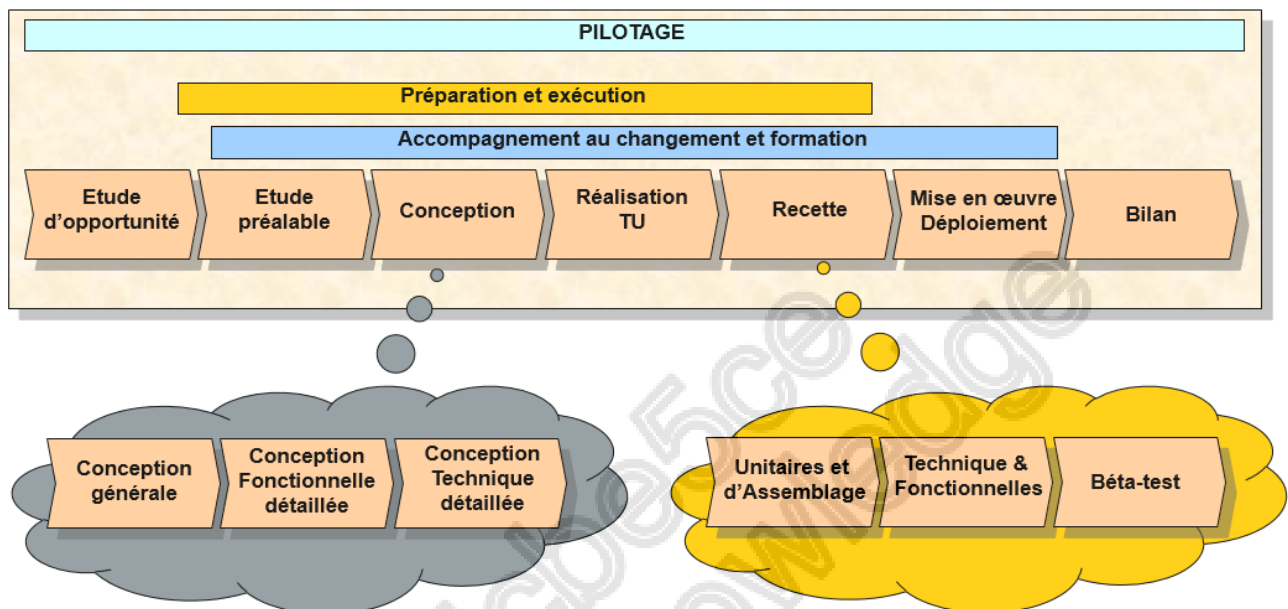 PILOTAGE
Préparation et exécution
Accompagnement au changement et formation
Etude
d'opportunité
Etude
préalable
Conception
Réalisation
TU
Recette
Mise en œuvre
Déploiement
Bilan
Conception
générale
Conception
Fonctionnelle
détaillée
Conception
Technique
détaillée
Unitaires et
d'Assemblage
Technique &
Fonctionnelles
Béta-test